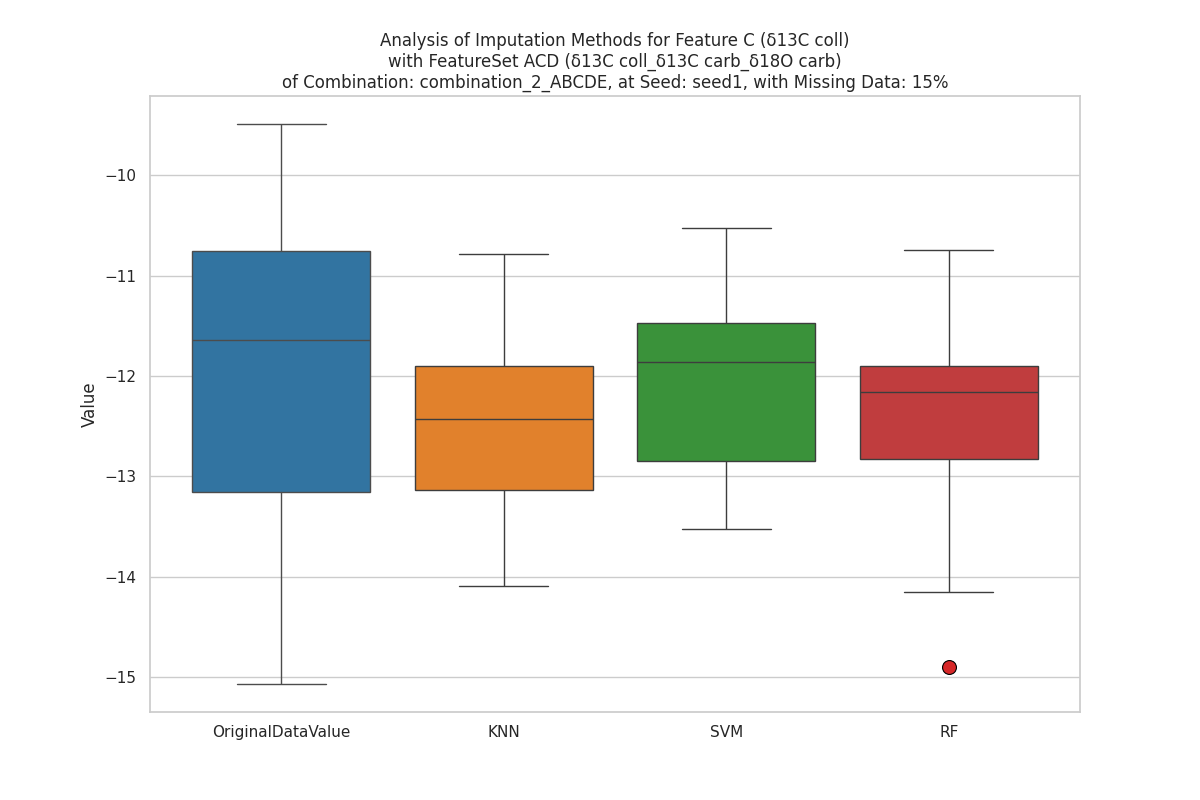 Analysis of Imputation Methods for Feature C (δ13C coll)
with FeatureSet ACD (δ13C coll_δ13C carb_δ18O carb)
of Combination: combination_2_ABCDE, at Seed: seed1, with Missing Data: 15%
Value
−10
−11
−12
−13
−14
−15
OriginalDataValue
KNN
SVM
RF